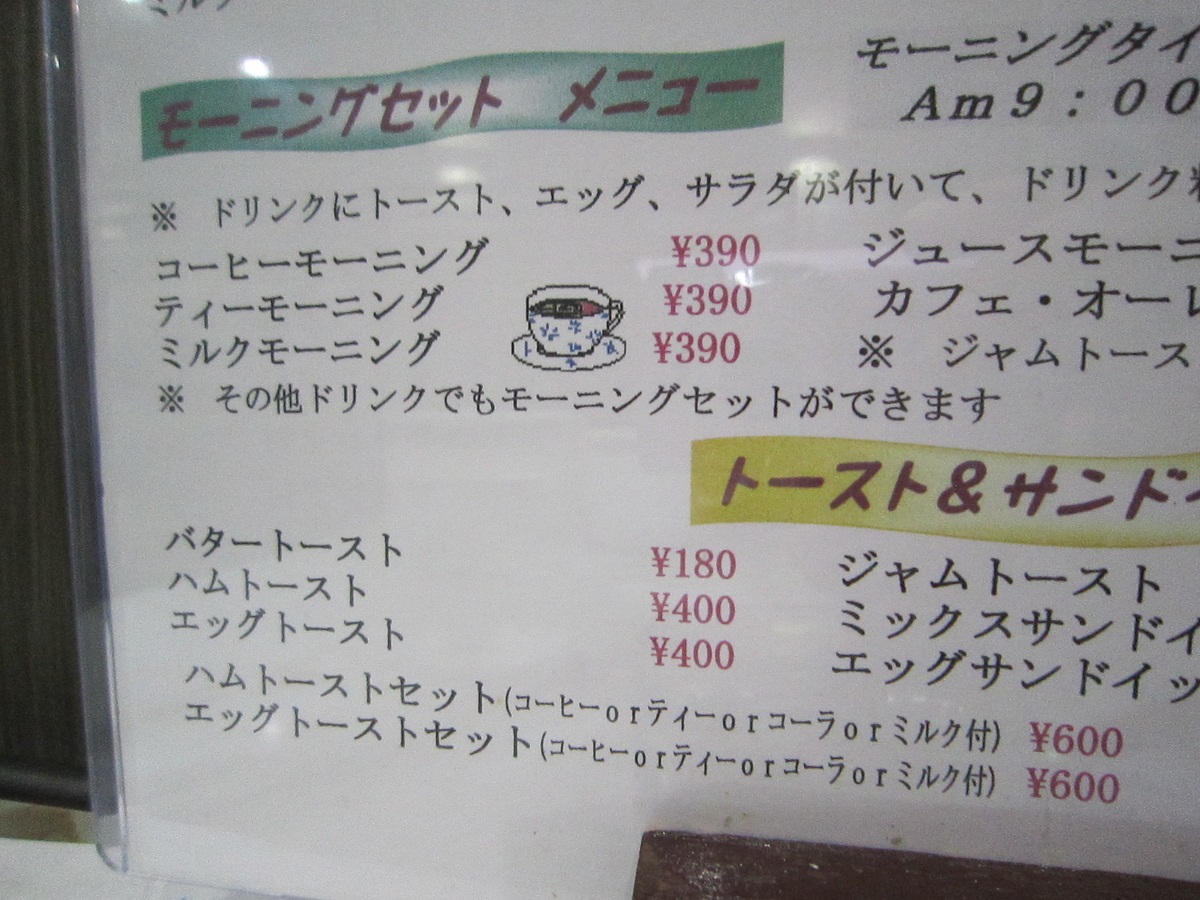 ミルク
モーニングタイ
Am9:00
モーニングセット メニュー
※ ドリンクにトースト、エッグ、サラダが付いて、ドリンク
コーヒーモーニング ¥390 ジュースモーニ
ティーモーニング ¥390 カフェ・オーレ
ミルクモーニング ¥390 ※ ジャムトース
※ その他ドリンクでもモーニングセットができます
トースト&サンド
バタートースト ¥180 ジャムトースト
ハムトースト ¥400 ミックスサンドイ
エッグトースト ¥400 エッグサンドイッ
ハムトーストセット(コーヒーorティーorコーラorミルク付) ¥600
エッグトーストセット(コーヒーorティーorコーラorミルク付) ¥600